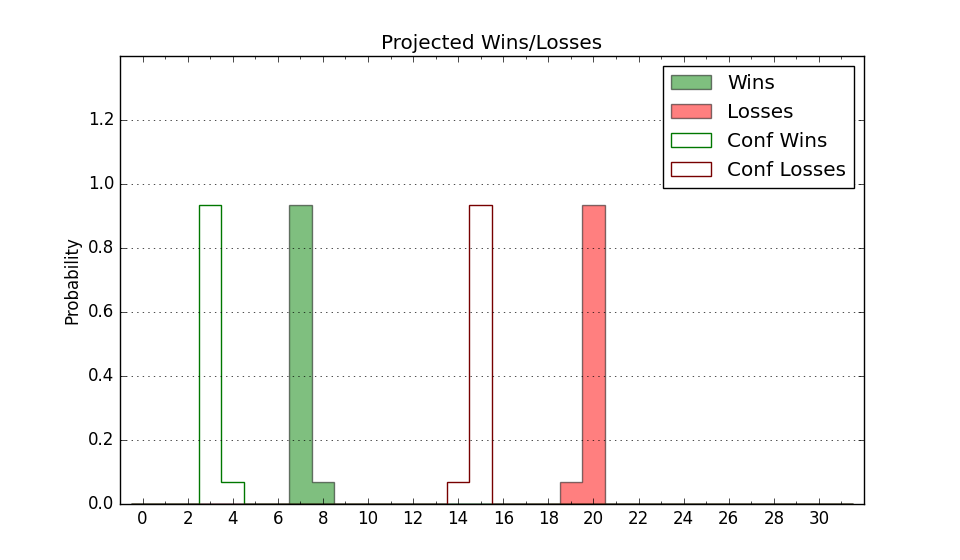 Projected Wins/Losses
Wins
Losses
Conf Wins
Conf Losses
Probability
1.2
1.0
0.8
0.6
0.4
0.2
0.0
0 2 4 6 8 10 12 14 16 18 20 22 24 26 28 30